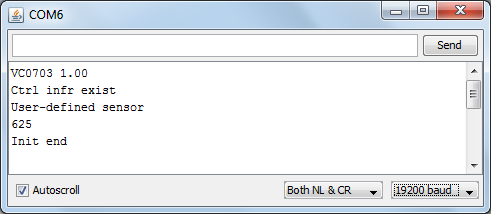 COM6
Send
VC0703 1.00
Ctrl infr exist
User-defined sensor
625
Init end
Autoscroll
Both NL & CR
19200 baud